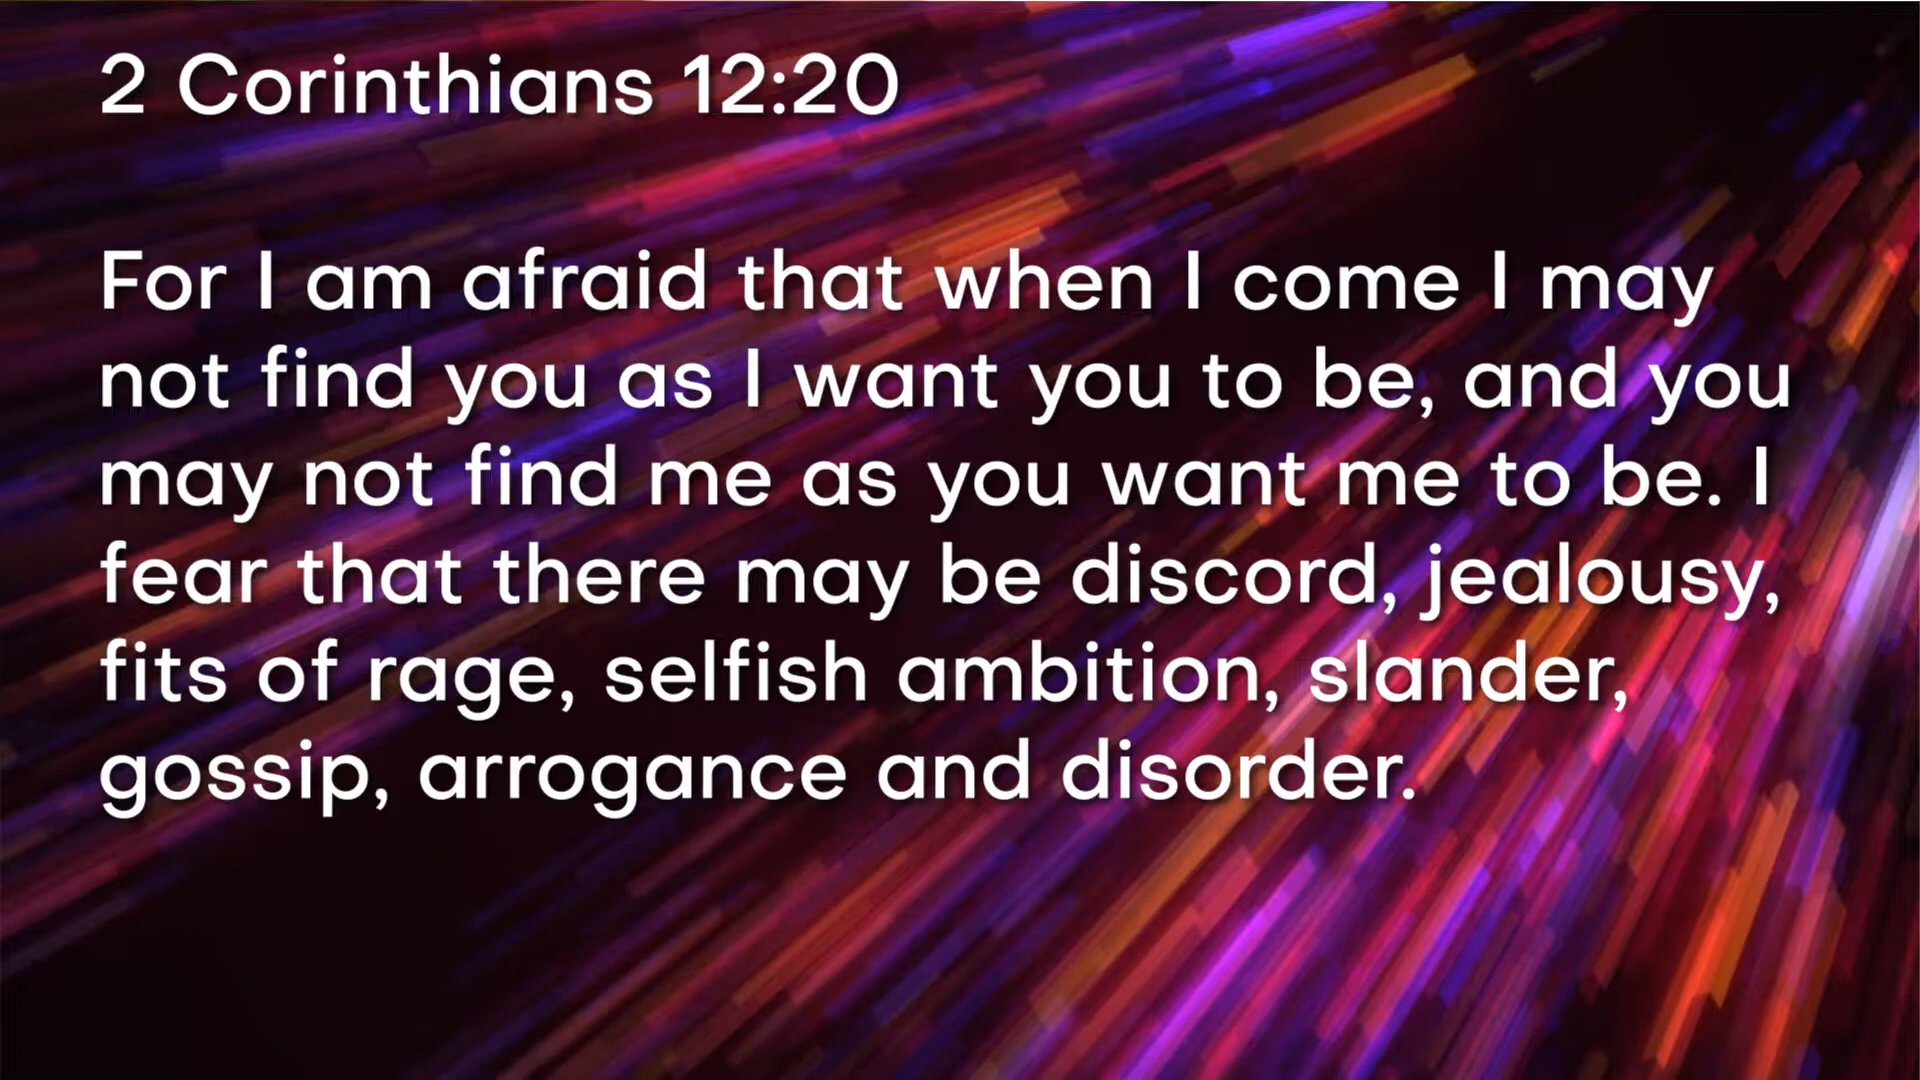 2 Corinthians 12:20
For I am afraid that when I come I may
not find you as I want you to be, and you
may not find me as you want me to be. I
fear that there may be discord, jealousy,
fits of rage, selfish ambition, slander,
gossip, arrogance and disorder.